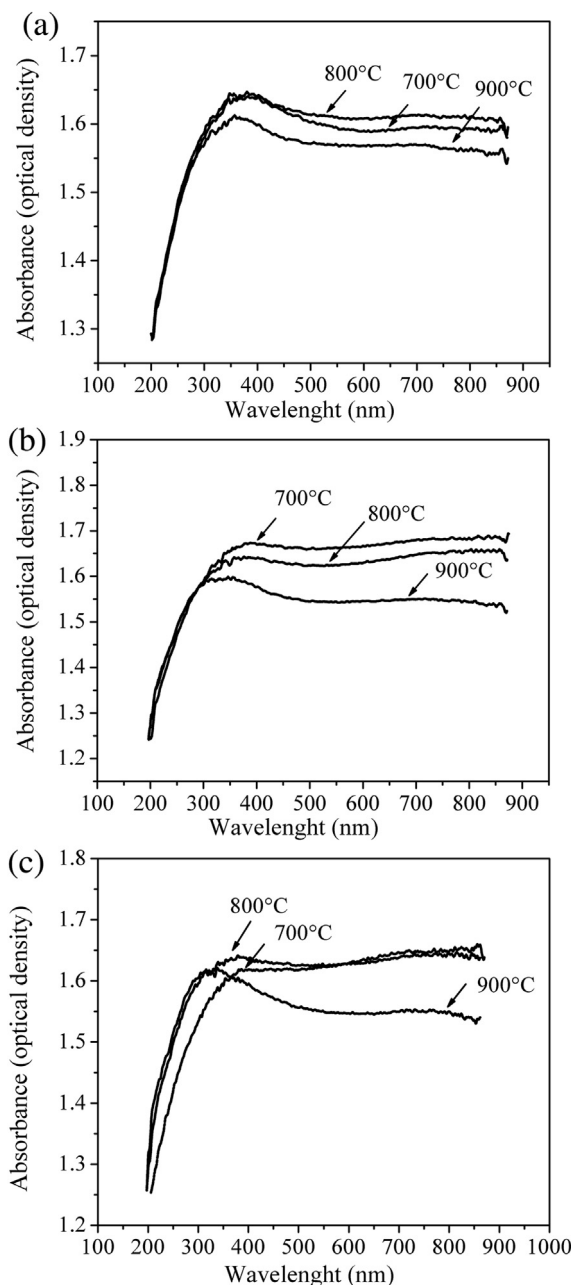 (a)
1.7
1.6
1.5
1.4
1.3
800°C
700°C
900°C
Absorbance (optical density)
100 200 300 400 500 600 700 800 900
Wavelenght (nm)
(b)
1.9
1.8
1.7
1.6
1.5
1.4
1.3
1.2
700°C
800°C
900°C
Absorbance (optical density)
100 200 300 400 500 600 700 800 900
Wavelenght (nm)
(c)
1.8
1.7
1.6
1.5
1.4
1.3
1.2
800°C
700°C
900°C
Absorbance (optical density)
100 200 300 400 500 600 700 800 900 1000
Wavelenght (nm)